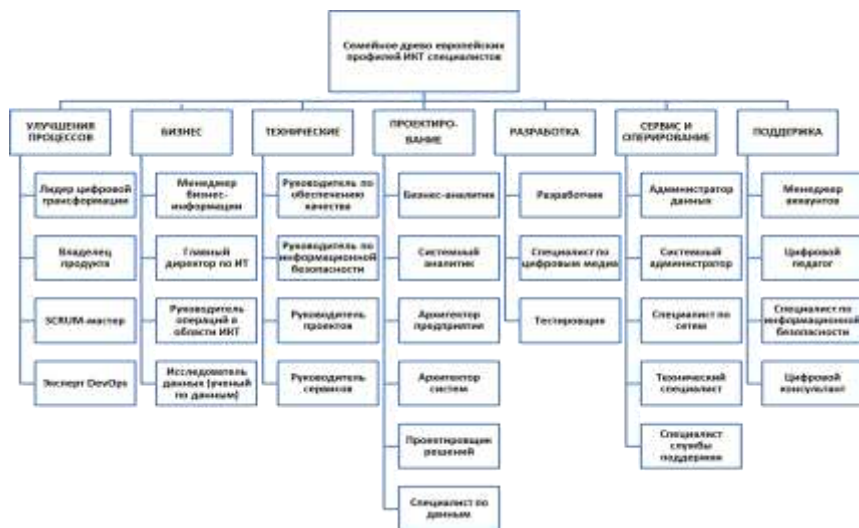 Семейное древо европейских
профилей ИКТ специалистов
УЛУЧШЕНИЯ
ПРОЦЕССОВ
Лидер цифровой
трансформации
Владелец
продукта
SCRUM-мастер
Эксперт DevOps
БИЗНЕС
Менеджер
бизнес-
информации
Главный
директор по ИТ
Руководитель
операций в
области ИКТ
Исследователь
данных (ученый
по данным)
ТЕХНИЧЕСКИЕ
Руководитель по
обеспечению
качества
Руководитель по
информационной
безопасности
Руководитель
проектов
Руководитель
сервисов
ПРОЕКТИРО-
ВАНИЕ
Бизнес-аналитик
Системный
аналитик
Архитектор
предприятия
Архитектор
систем
Проектировщик
решений
Специалист по
данным
РАЗРАБОТКА
Разработчик
Специалист по
цифровым медиа
Тестировщик
СЕРВИС И
ОПЕРИРОВАНИЕ
Администратор
данных
Системный
администратор
Специалист по
сетям
Технический
специалист
Специалист
службы
поддержки
ПОДДЕРЖКА
Менеджер
аккаунтов
Цифровой
педагог
Специалист по
информационной
безопасности
Цифровой
консультант